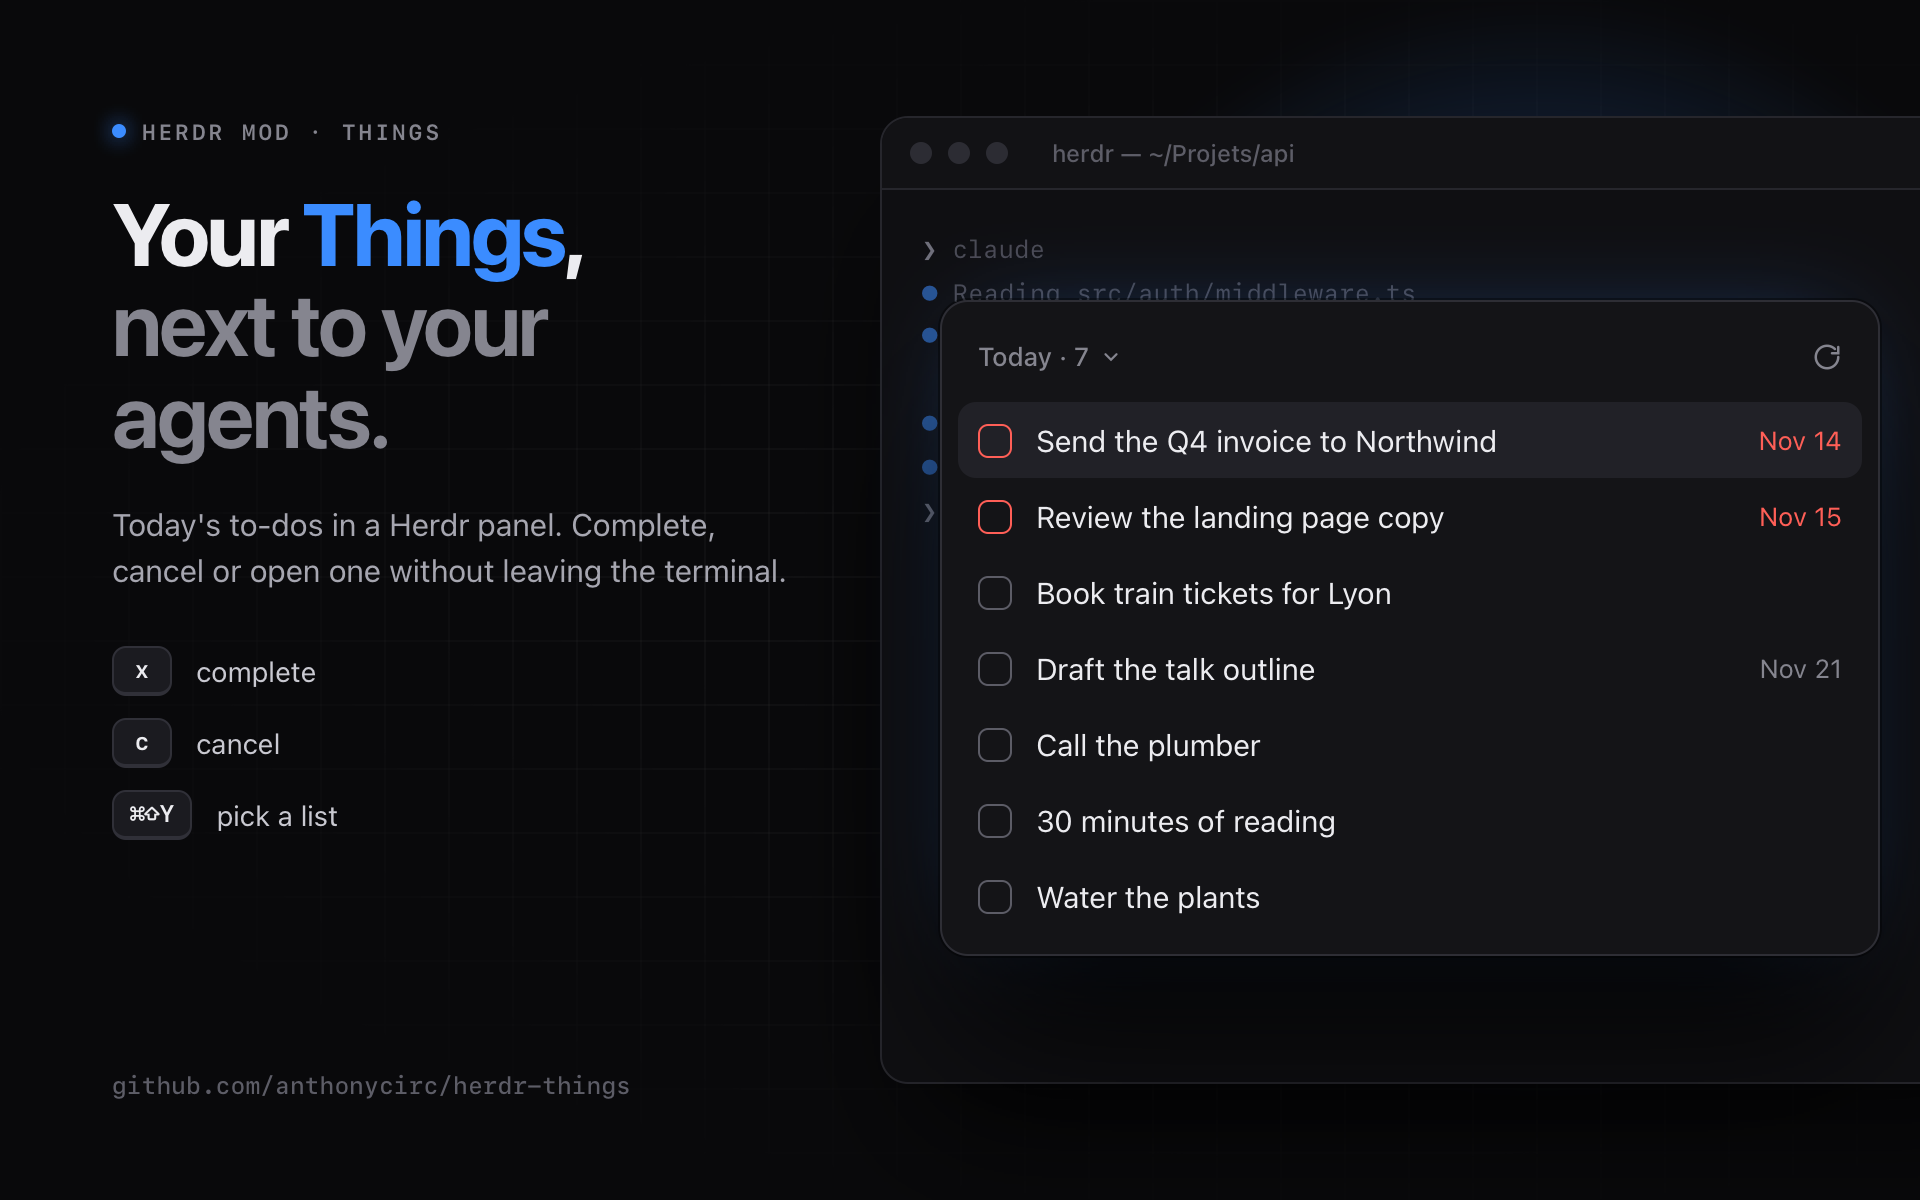 HERDR MOD · THINGS
Your Things,
next to your
agents.
Today's to-dos in a Herdr panel. Complete,
cancel or open one without leaving the terminal.
X complete
C cancel
⌘⇧Y pick a list
github.com/anthonycirc/herdr-things
herdr — ~/Projets/api
❯ claude
Reading src/auth/middleware.ts
❯
Today · 7
Send the Q4 invoice to Northwind Nov 14
Review the landing page copy Nov 15
Book train tickets for Lyon
Draft the talk outline Nov 21
Call the plumber
30 minutes of reading
Water the plants